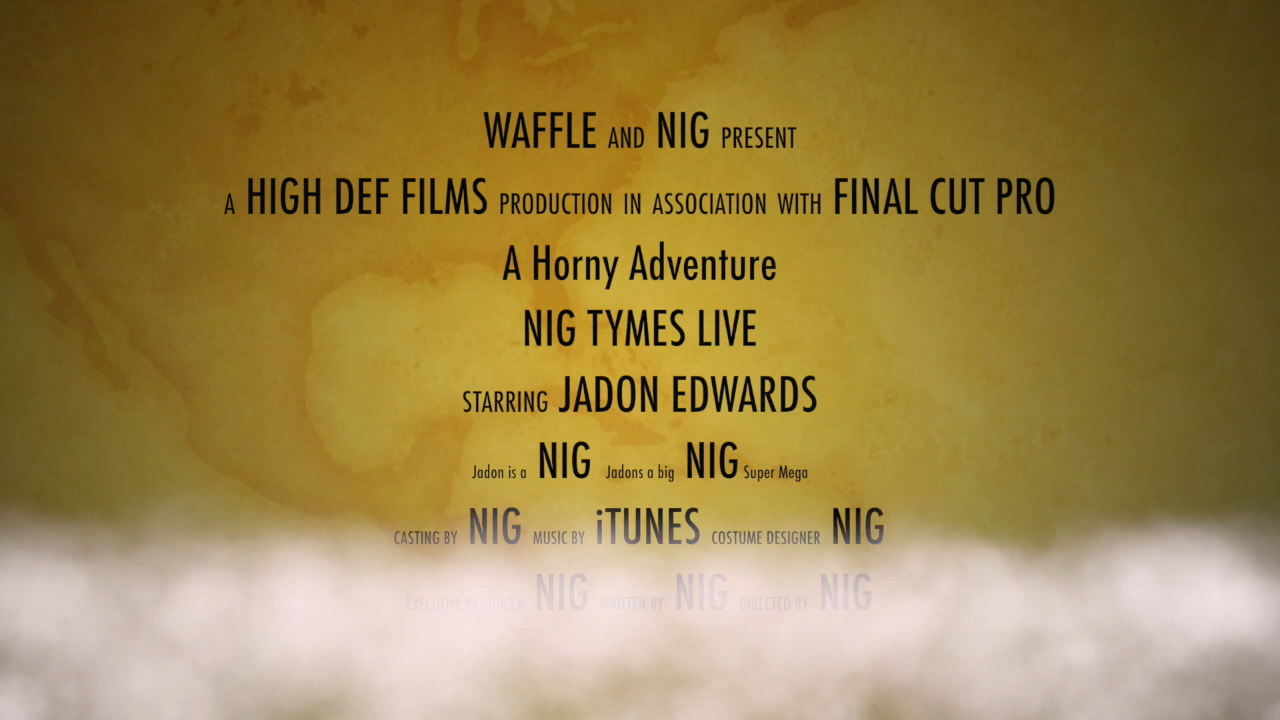 WAFFLE AND NIG PRESENT
A HIGH DEF FILMS PRODUCTION IN ASSOCIATION WITH FINAL CUT PRO
A Horny Adventure
NIG TYMES LIVE
STARRING JADON EDWARDS
Jadon is a NIG Jadons a big NIG Super Mega
CASTING BY NIG MUSIC BY iTUNES COSTUME DESIGNER NIG
EXECUTIVE PRODUCER NIG WRITTEN BY NIG DIRECTED BY NIG